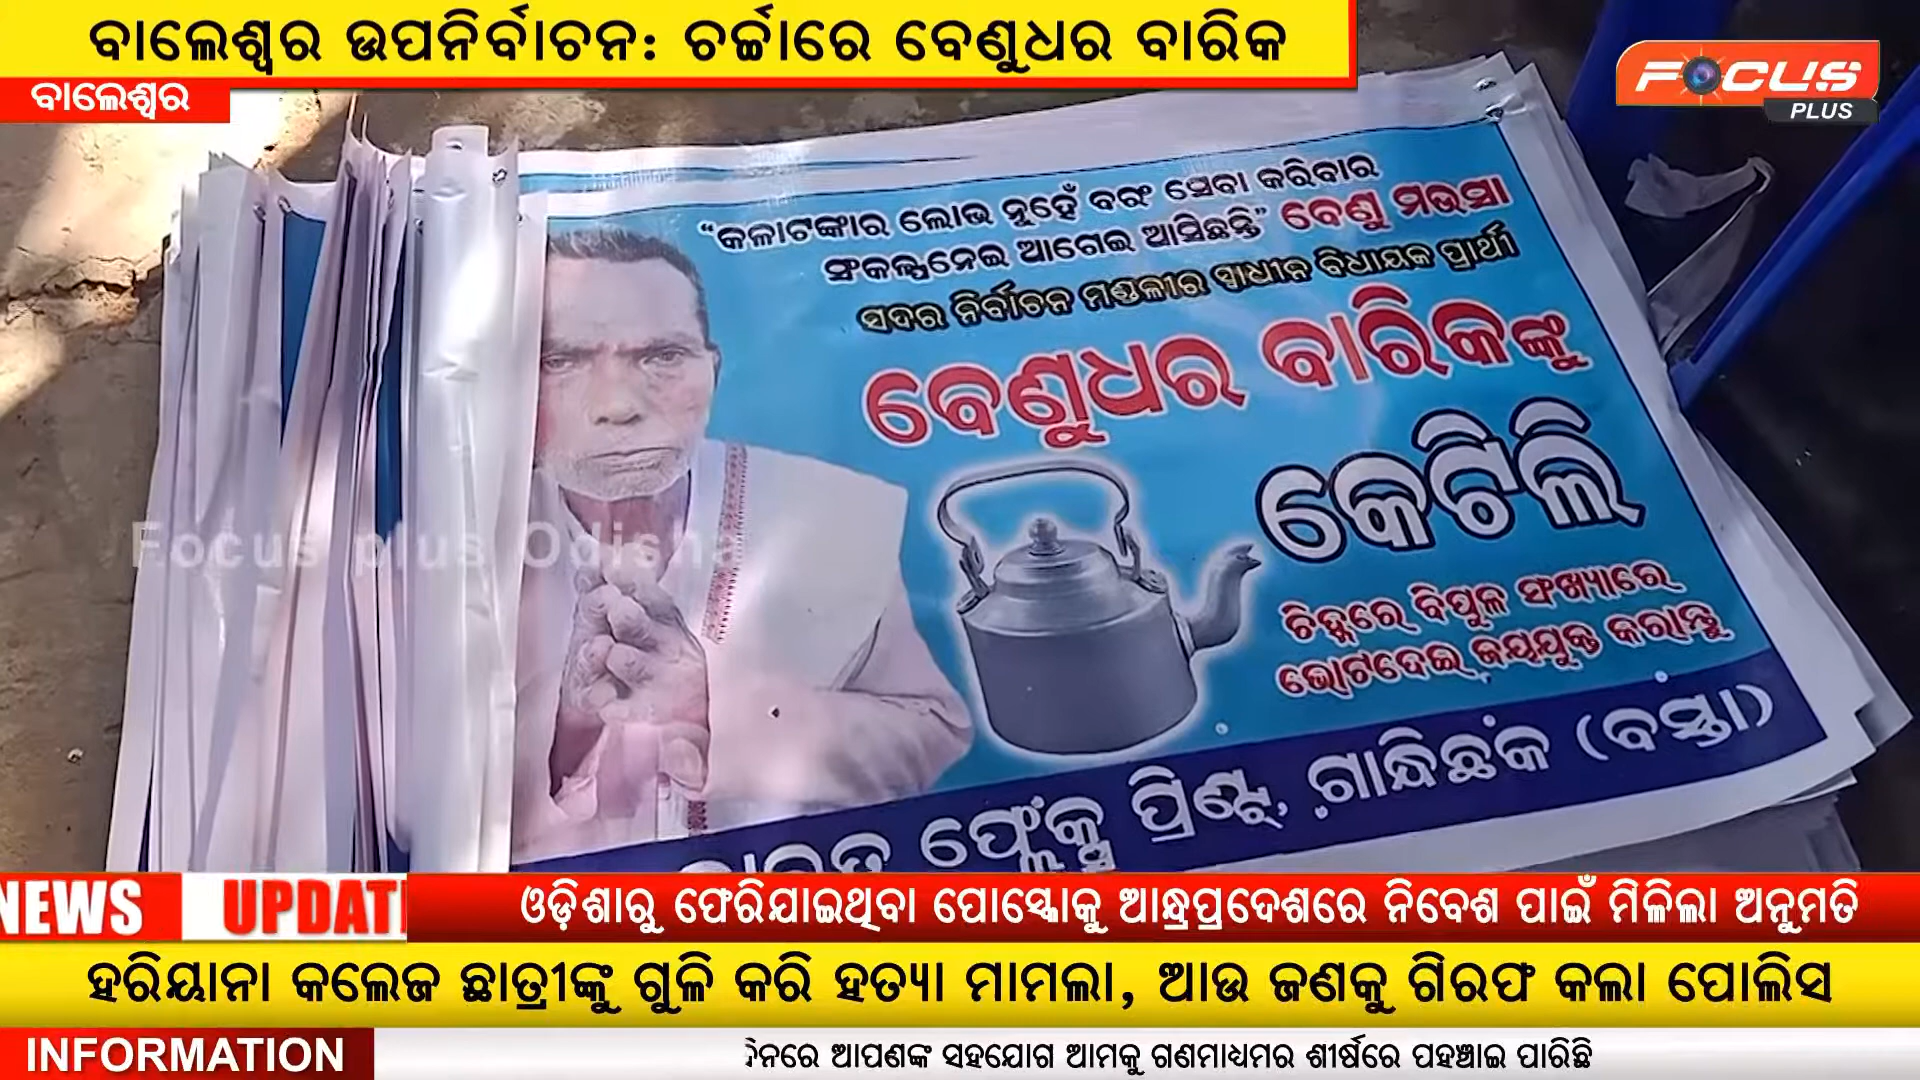 ବାଲେଶ୍ୱର ଉପନିର୍ବାଚନ: ଚର୍ଚ୍ଚାରେ ବେଣୁଧର ବାରିକ
ବାଲେଶ୍ୱର
FOCUS
PLUS
“କଳାଟଙ୍କାର ଲୋଭ ନୁହେଁ ବରଂ ସେବା କରିବାର
ସଂକଳ୍ପନେଇ ଆଗେଇ ଆସିଛନ୍ତି” ବେଣୁ ମଉସା
ସଦର ନିର୍ବାଚନ ମଣ୍ଡଳୀର ସ୍ୱାଧୀନ ବିଧାୟକ ପ୍ରାର୍ଥୀ
ବେଣୁଧର ବାରିକଙ୍କୁ
କେଟିଲି
ଚିହ୍ନରେ ବିପୁଳ ସଂଖ୍ୟାରେ
ଭୋଟଦେଇ ଜୟଯୁକ୍ତ କରାନ୍ତୁ
ଫ୍ଲେକ୍ସ ପ୍ରିଣ୍ଟ, ଗାନ୍ଧିଛକ (ବସ୍ତା)
Focus plus Odisha
NEWS UPDAT
ଓଡ଼ିଶାରୁ ଫେରିଯାଇଥିବା ପୋସ୍କୋକୁ ଆନ୍ଧ୍ରପ୍ରଦେଶରେ ନିବେଶ ପାଇଁ ମିଳିଲା ଅନୁମତି
ହରିୟାନା କଲେଜ ଛାତ୍ରୀଙ୍କୁ ଗୁଳି କରି ହତ୍ୟା ମାମଲା, ଆଉ ଜଣକୁ ଗିରଫ କଲା ପୋଲିସ
INFORMATION
ଆପଣଙ୍କ ସହଯୋଗ ଆମକୁ ଗଣମାଧ୍ୟମର ଶୀର୍ଷରେ ପହଞ୍ଚାଇ ପାରିଛି